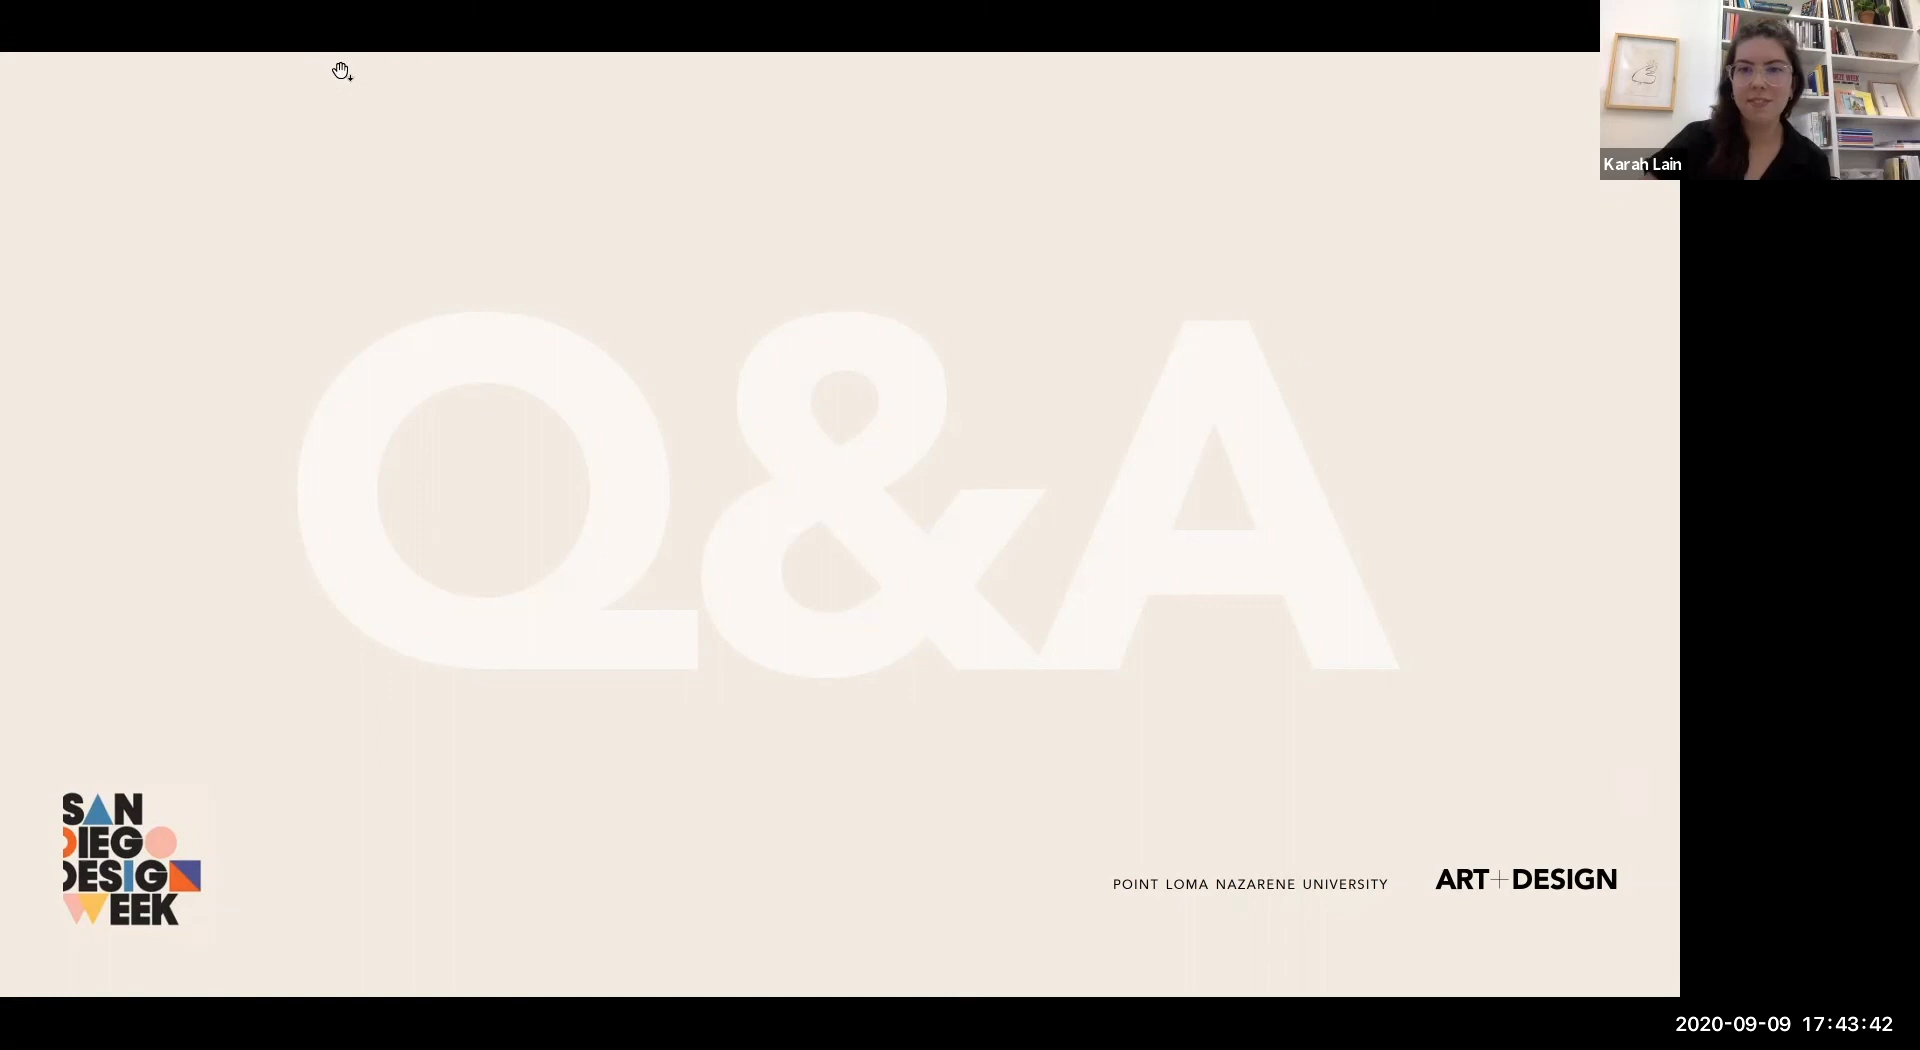 Karah Lain
Q&A
SAN
DIEGO
DESIGN
WEEK
POINT LOMA NAZARENE UNIVERSITY
ART+DESIGN
2020-09-09 17:43:42